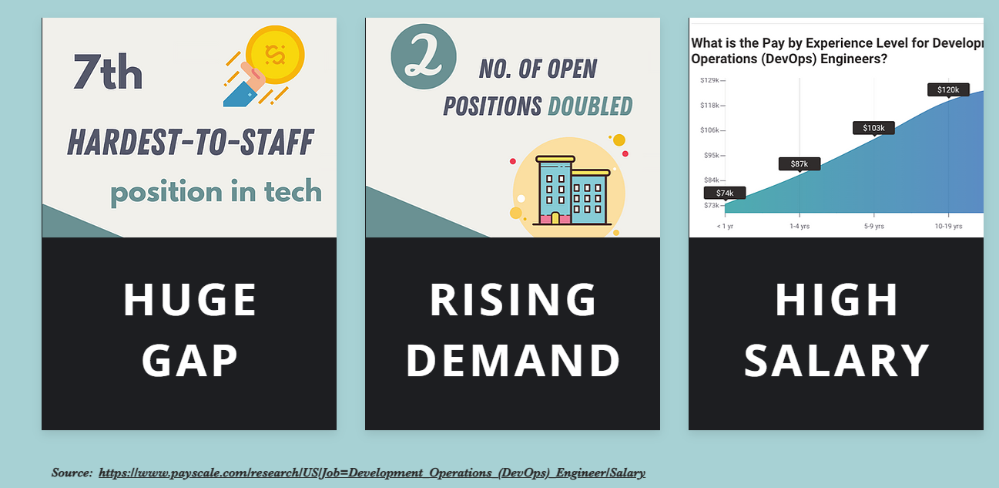 7th
HARDEST-TO-STAFF
position in tech
HUGE
GAP
2
NO. OF OPEN
POSITIONS DOUBLED
RISING
DEMAND
What is the Pay by Experience Level for Develop
Operations (DevOps) Engineers?
$129k
$118k
$106k
$95k
$84k
$73k
$74k
$87k
$103k
$120k
< 1 yr
1-4 yrs
5-9 yrs
10-19 yrs
HIGH
SALARY
Source: https://www.payscale.com/research/US/Job=Development_Operations_(DevOps)_Engineer/Salary